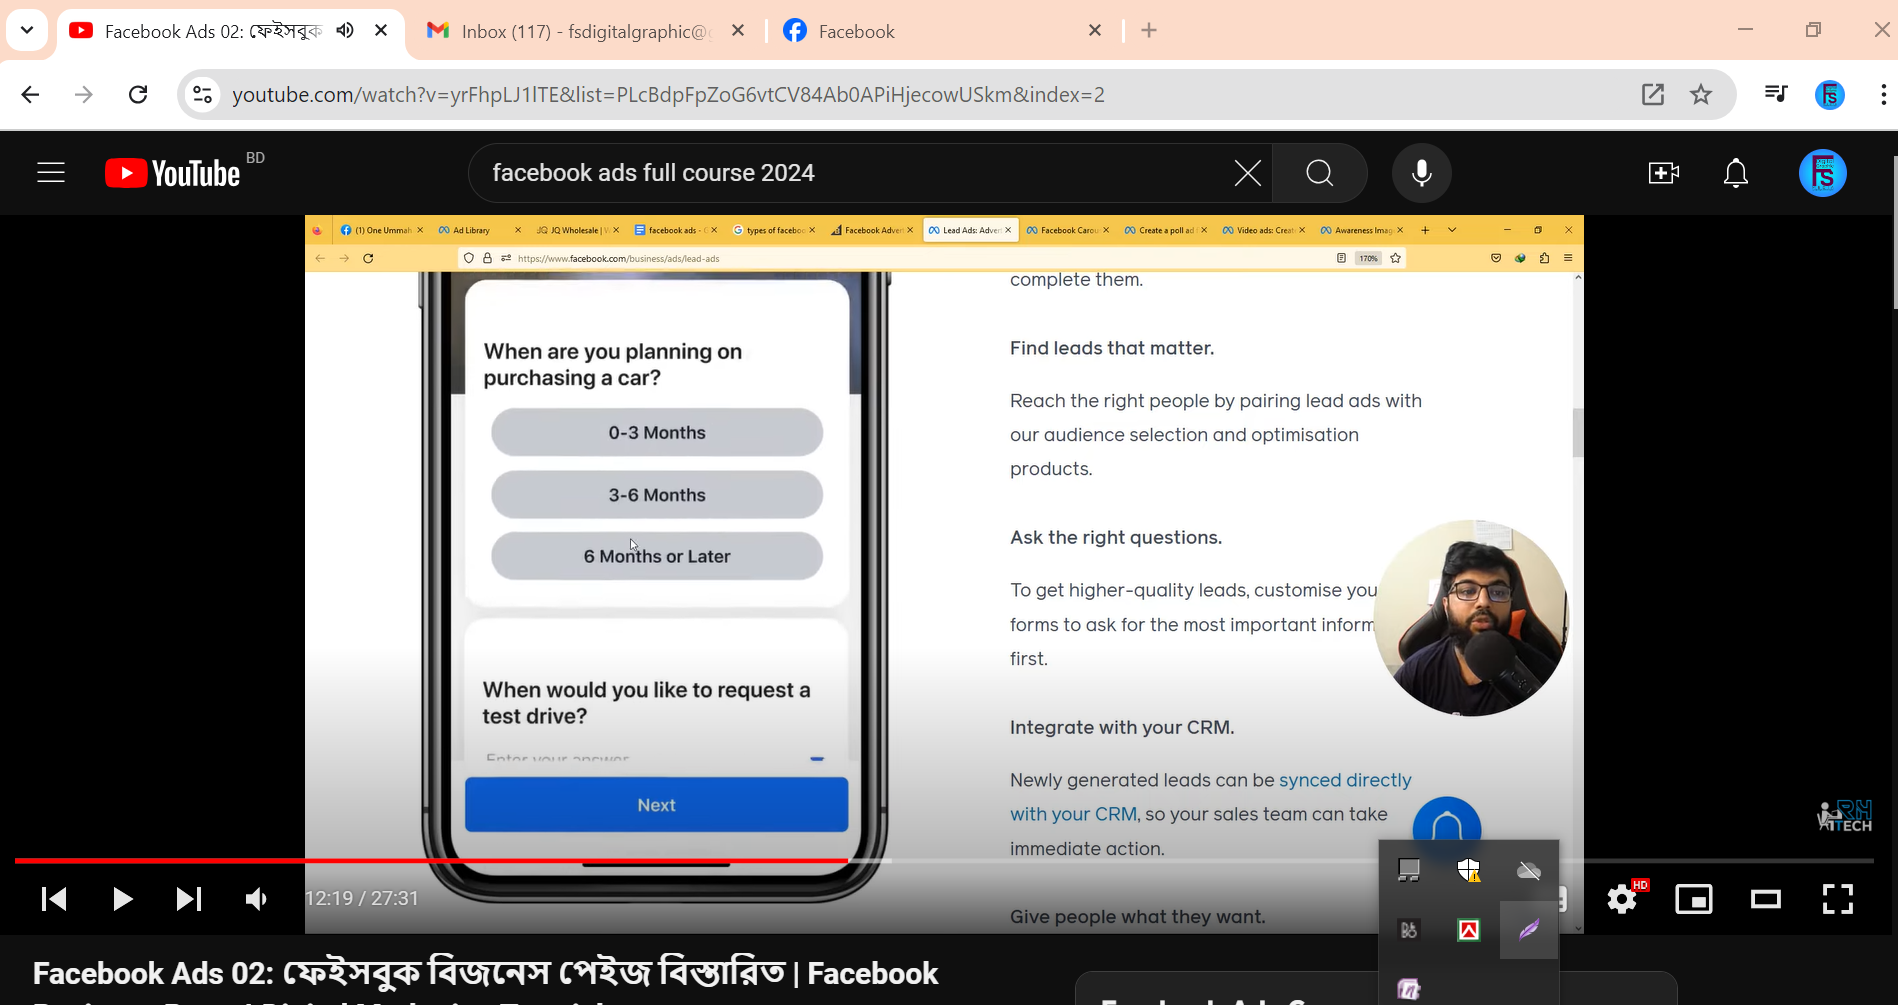 Facebook Ads 02: ফেইসবুক
Inbox (117) - fsdigitalgraphic@
Facebook
youtube.com/watch?v=yrFhpLJ1lTE&list=PLcBdpFpZoG6vtCV84Ab0APiHjecowUSkm&index=2
YouTube BD
facebook ads full course 2024
(1) One Ummah
Ad Library
JQ JQ Wholesale | W
facebook ads -
types of faceboo
Facebook Advert
Lead Ads: Advert
Facebook Carou
Create a poll ad
Video ads: Creat
Awareness Imag
https://www.facebook.com/business/ads/lead-ads
170%
When are you planning on
purchasing a car?
0-3 Months
3-6 Months
6 Months or Later
When would you like to request a
test drive?
Enter your answer
Next
complete them.
Find leads that matter.
Reach the right people by pairing lead ads with
our audience selection and optimisation
products.
Ask the right questions.
To get higher-quality leads, customise you
forms to ask for the most important inform
first.
Integrate with your CRM.
Newly generated leads can be synced directly
with your CRM, so your sales team can take
immediate action.
Give people what they want.
RH
TECH
12:19 / 27:31
HD
Facebook Ads 02: ফেইসবুক বিজনেস পেইজ বিস্তারিত | Facebook